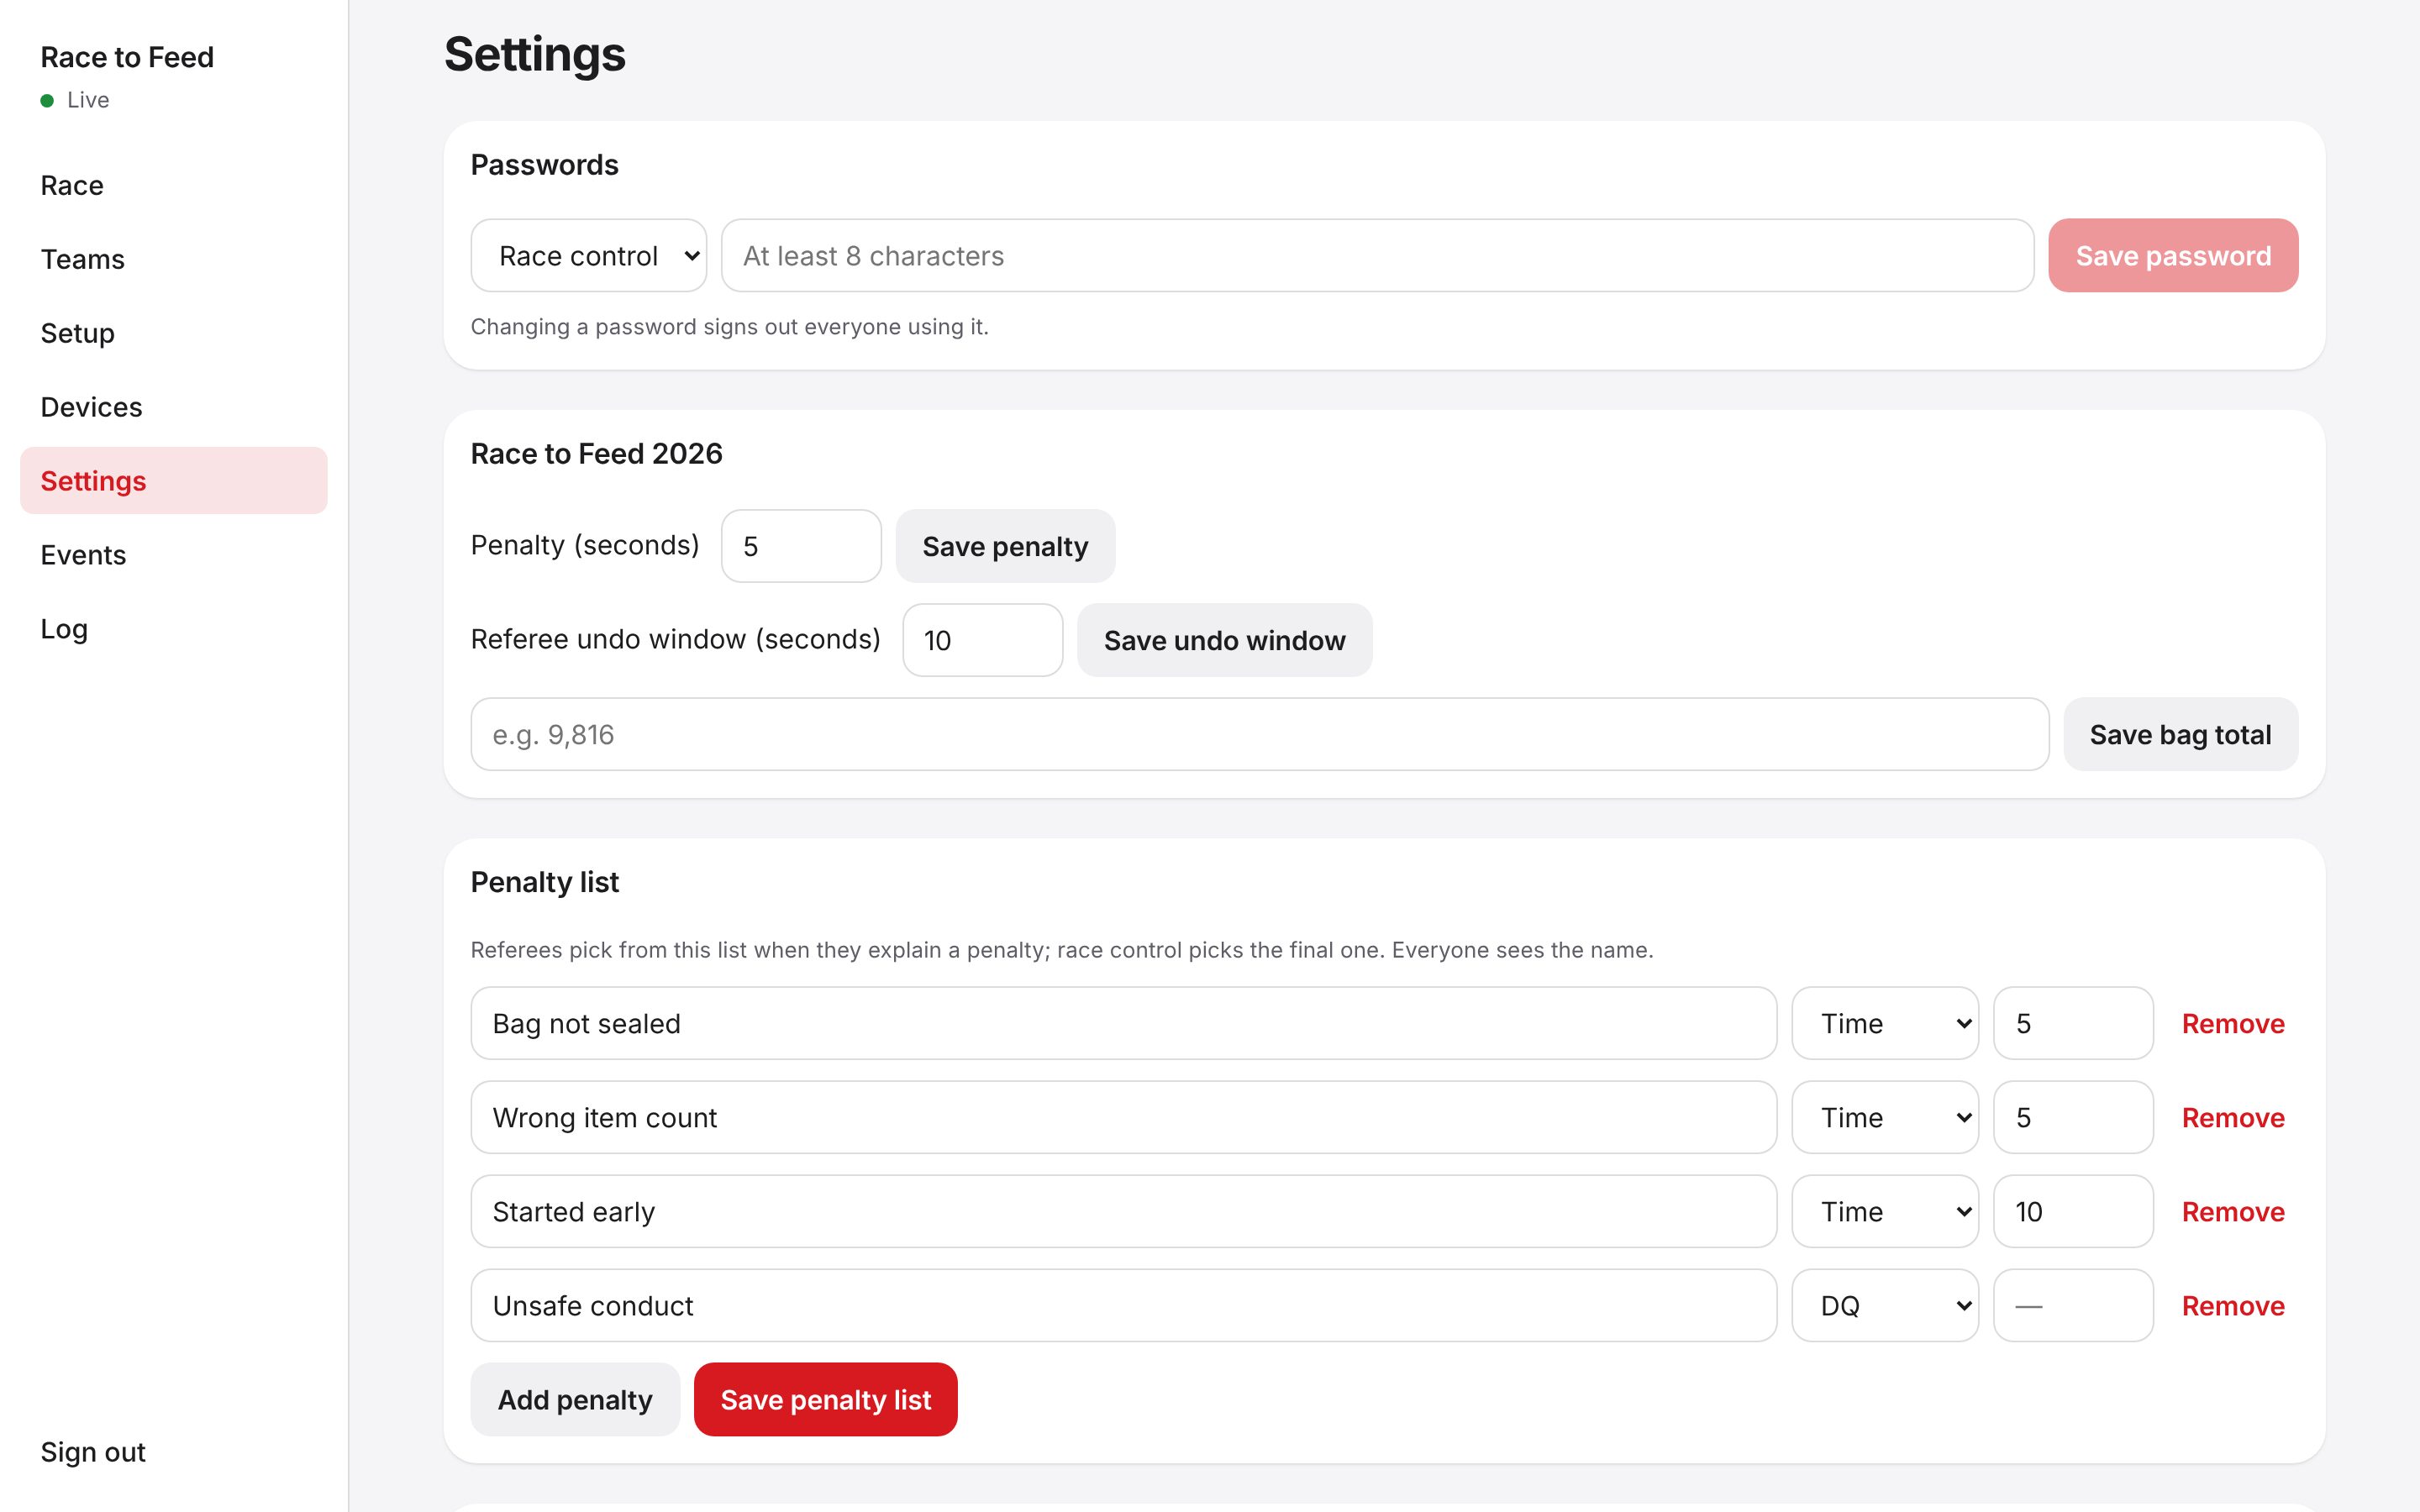 Race to Feed
Live
Race
Teams
Setup
Devices
Settings
Events
Log
Sign out
Settings
Passwords
Race control At least 8 characters Save password
Changing a password signs out everyone using it.
Race to Feed 2026
Penalty (seconds) 5 Save penalty
Referee undo window (seconds) 10 Save undo window
e.g. 9,816 Save bag total
Penalty list
Referees pick from this list when they explain a penalty; race control picks the final one. Everyone sees the name.
Bag not sealed Time 5 Remove
Wrong item count Time 5 Remove
Started early Time 10 Remove
Unsafe conduct DQ — Remove
Add penalty Save penalty list